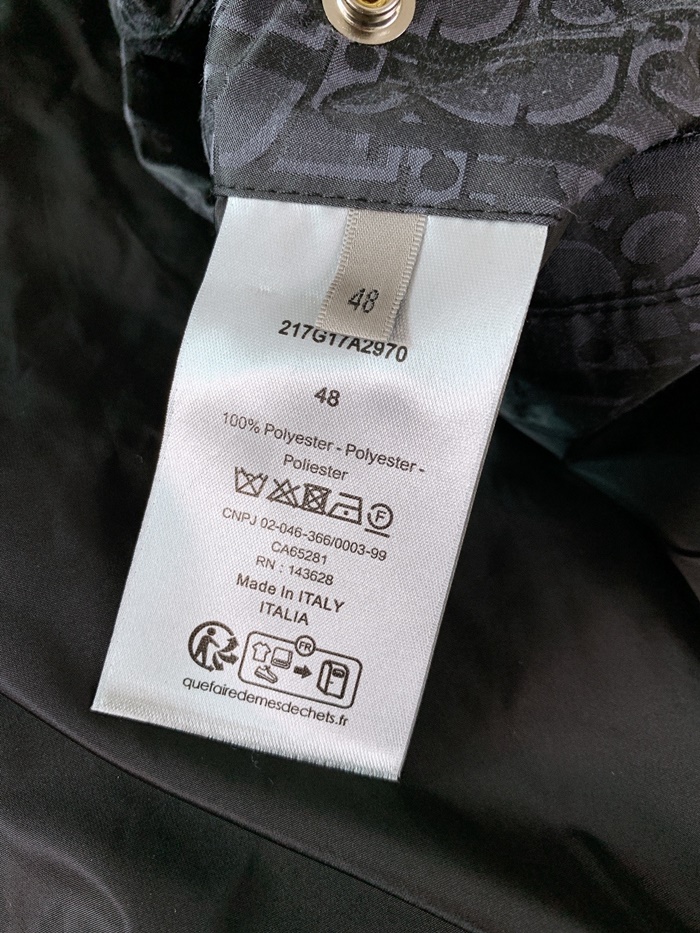 48
217G17A2970
48
100% Polyester - Polyester -
Poliester
F
CNPJ 02-046-366/0003-99
CA65281
RN : 143628
Made In ITALY
ITALIA
FR
quefairedemesdechets.fr